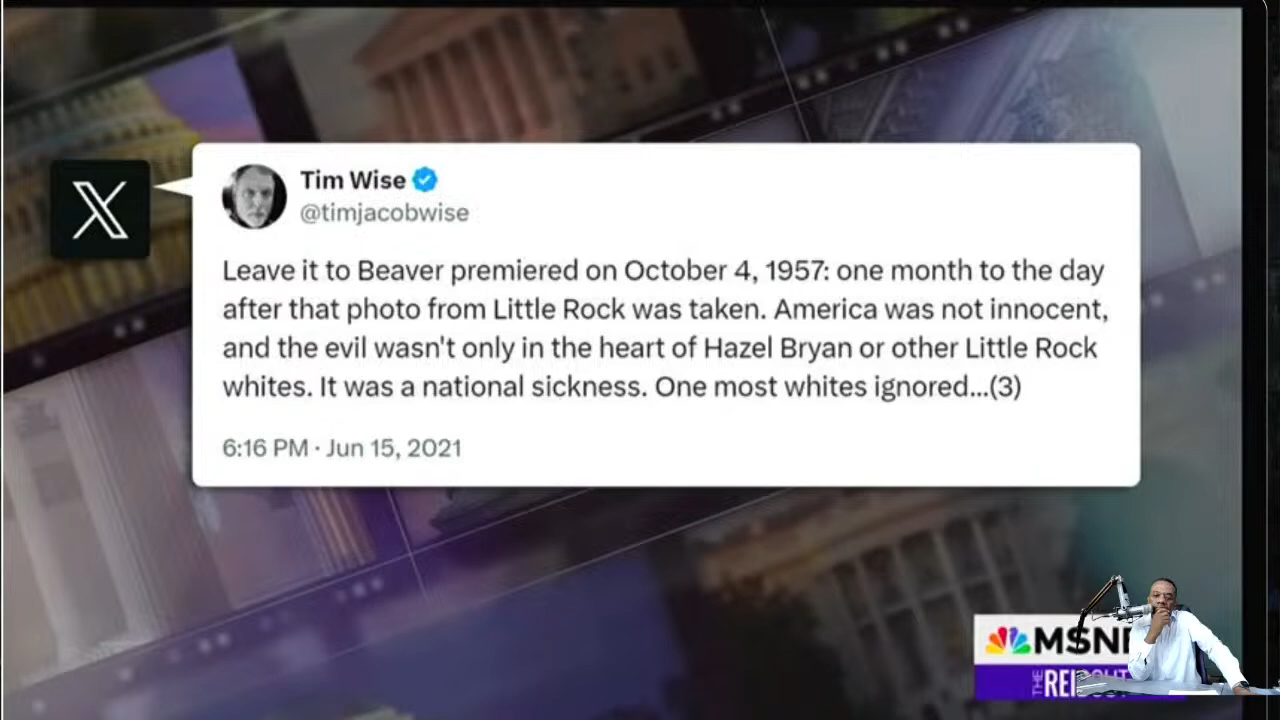 Tim Wise
@timjacobwise
Leave it to Beaver premiered on October 4, 1957: one month to the day
after that photo from Little Rock was taken. America was not innocent,
and the evil wasn't only in the heart of Hazel Bryan or other Little Rock
whites. It was a national sickness. One most whites ignored...(3)
6:16 PM · Jun 15, 2021
THE